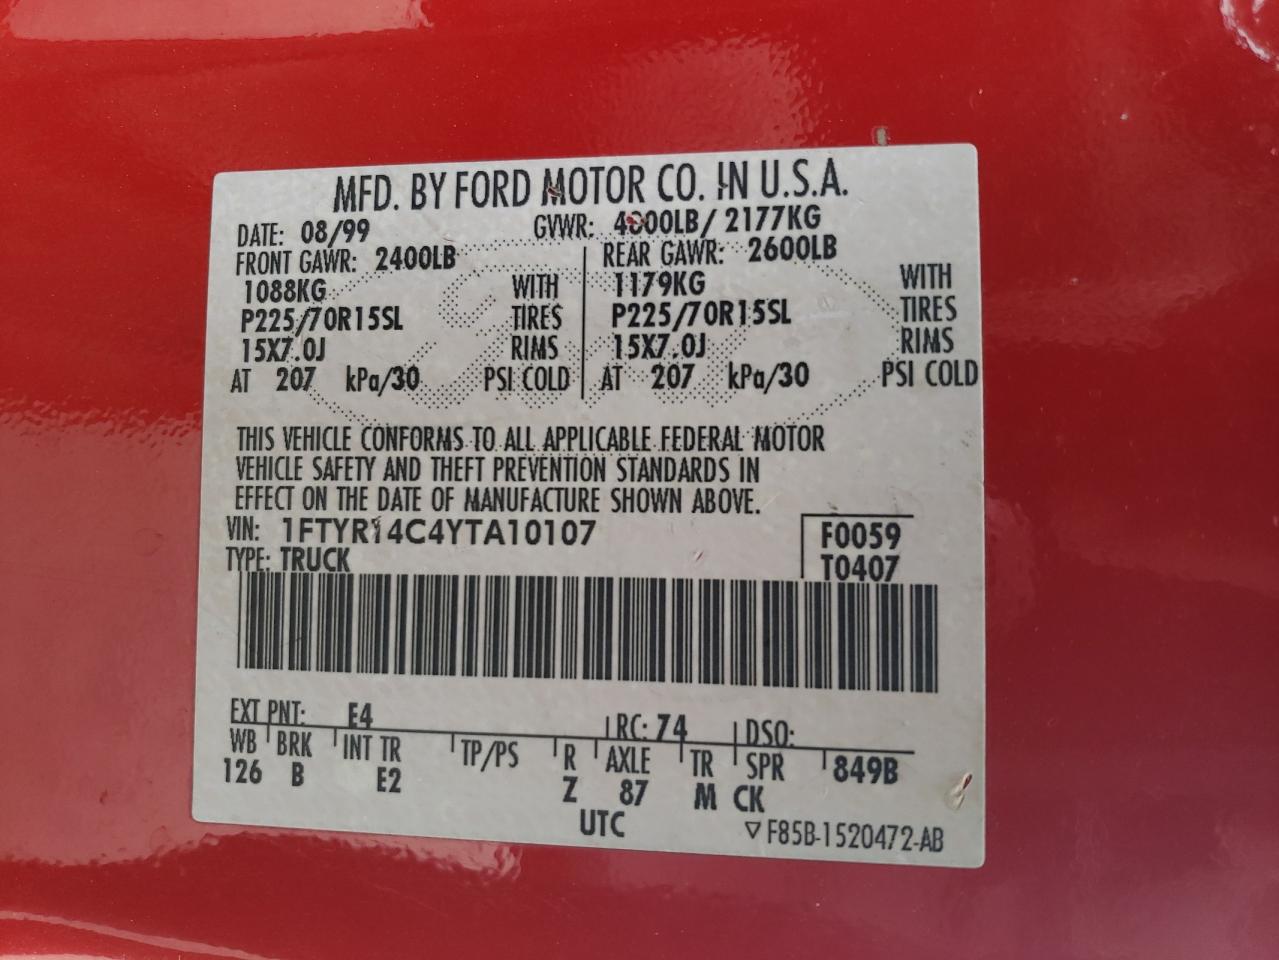 MFD. BY FORD MOTOR CO. IN U.S.A.
DATE: 08/99 GVWR: 4800LB/ 2177KG
FRONT GAWR: 2400LB REAR GAWR: 2600LB
1088KG WITH 1179KG WITH
P225/70R15SL TIRES P225/70R15SL TIRES
15X7.0J RIMS 15X7.0J RIMS
AT 207 kPa/30 PSI COLD AT 207 kPa/30 PSI COLD
THIS VEHICLE CONFORMS TO ALL APPLICABLE FEDERAL MOTOR
VEHICLE SAFETY AND THEFT PREVENTION STANDARDS IN
EFFECT ON THE DATE OF MANUFACTURE SHOWN ABOVE.
VIN: 1FTYR14C4YTA10107 F0059
TYPE: TRUCK T0407
EXT PNT: E4 RC: 74 DSO:
WB BRK INT TR TP/PS R AXLE TR SPR 849B
126 B E2 Z 87 M CK
UTC ▽F85B-1520472-AB